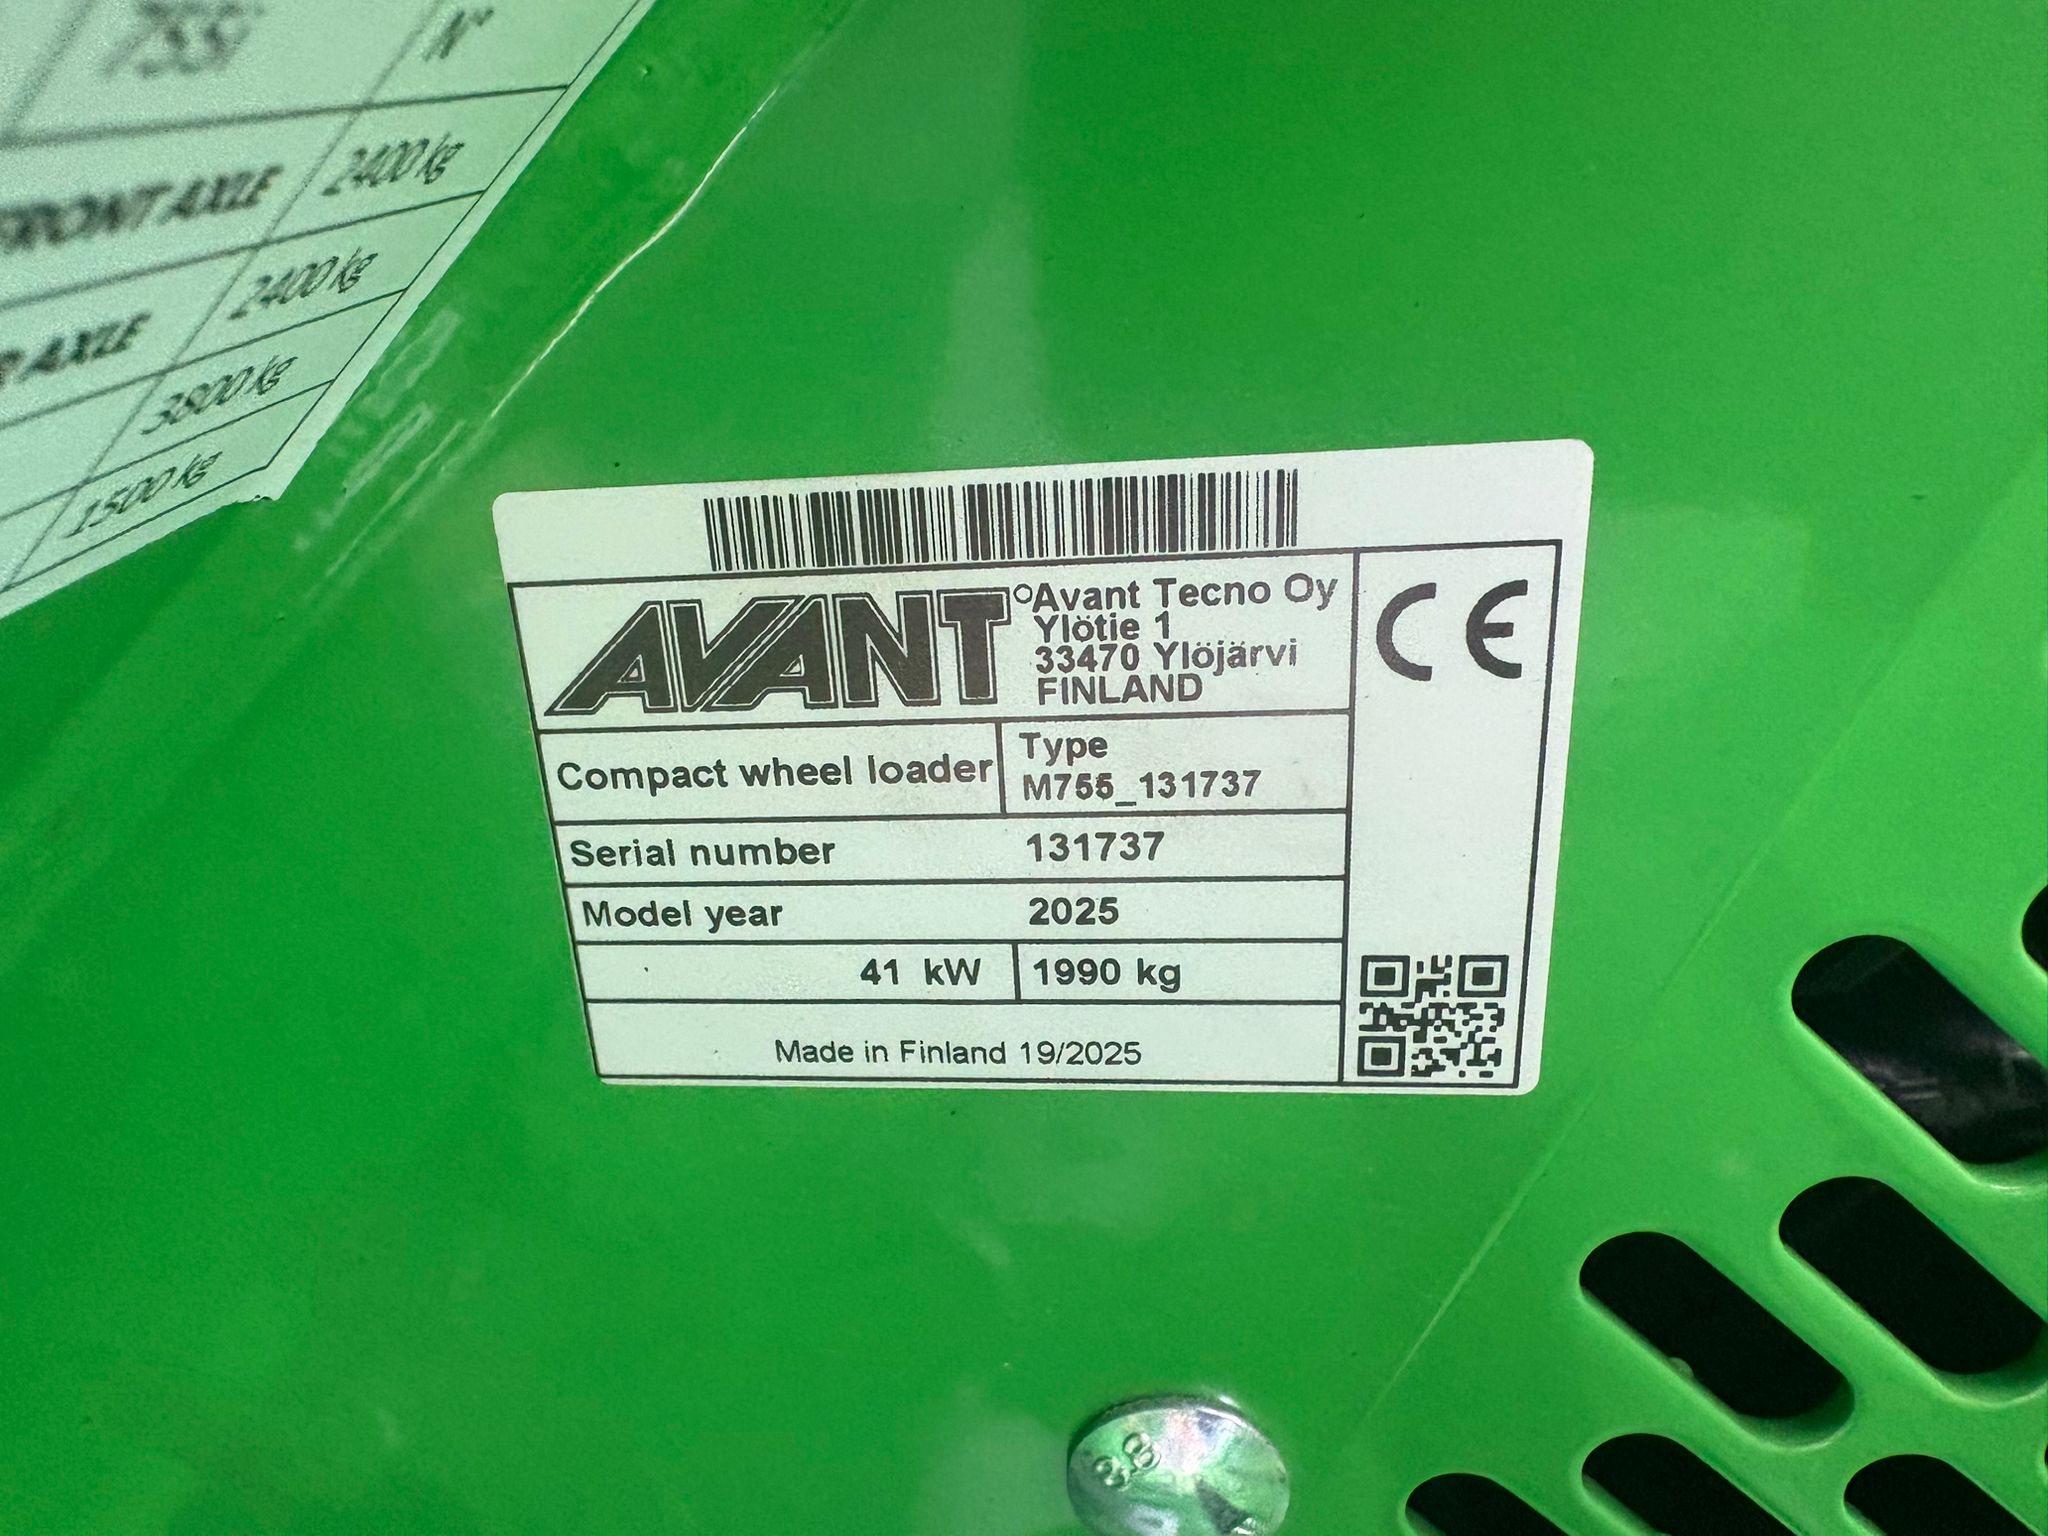 755i
N°
FRONT AXLE 2400 kg
R AXLE 2400 kg
3800 kg
1500 kg
AVANT
Avant Tecno Oy
Ylötie 1
33470 Ylöjärvi
FINLAND
CE
Compact wheel loader
Type
M755_131737
Serial number 131737
Model year 2025
41 kW 1990 kg
Made in Finland 19/2025
8.8